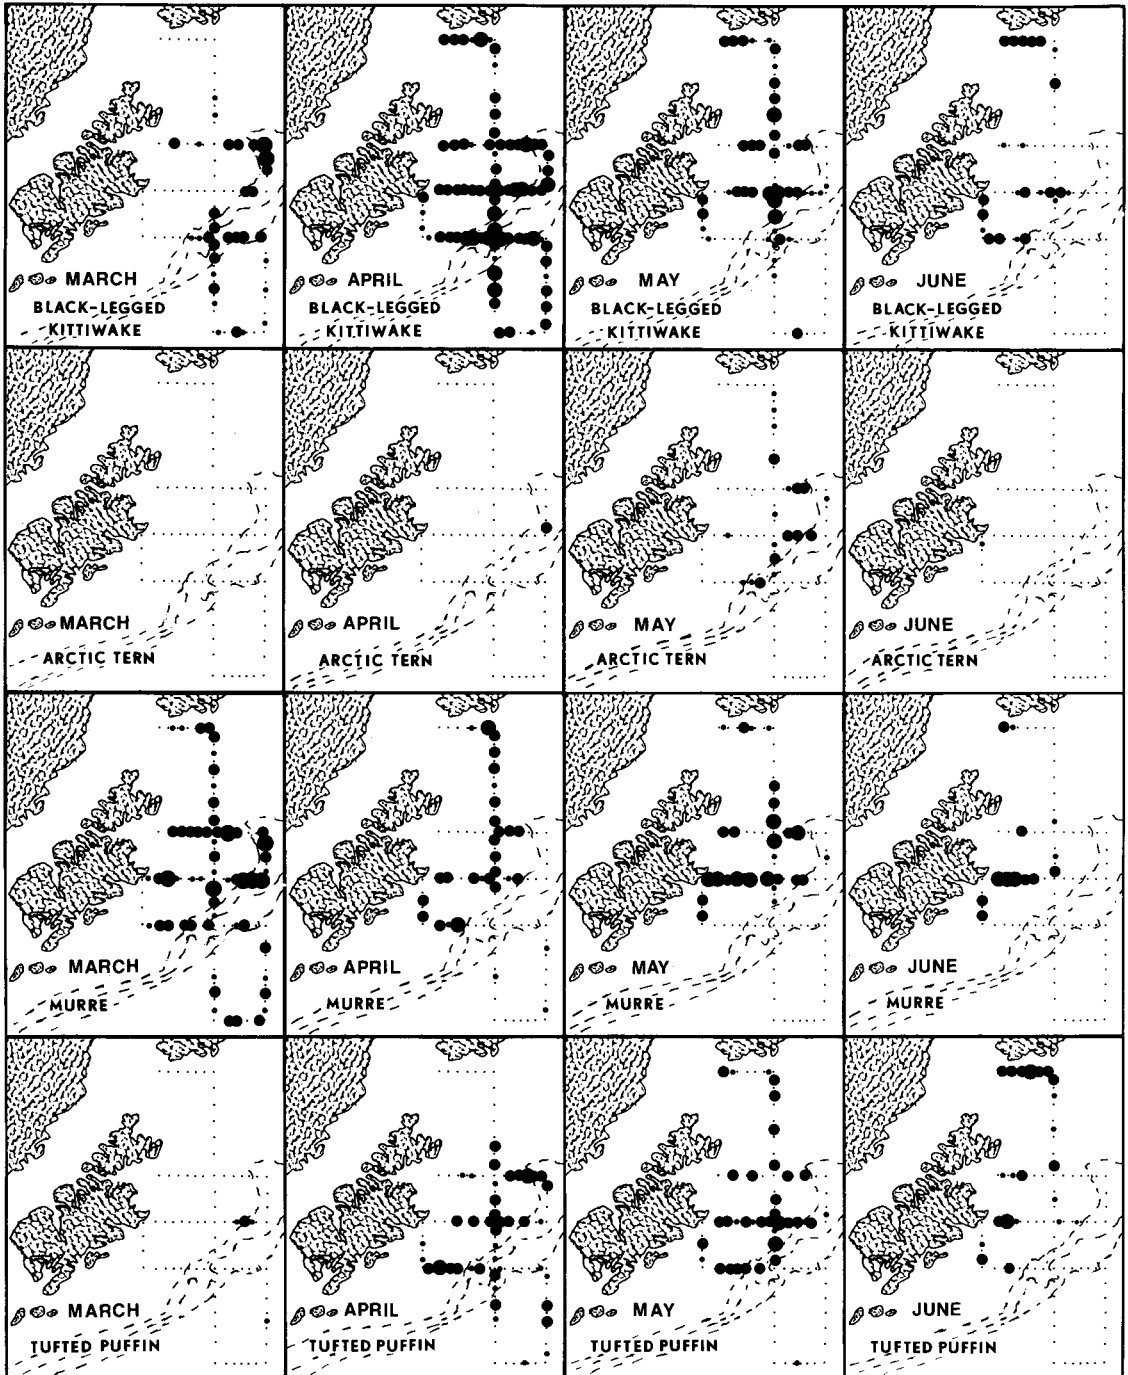 MARCH
BLACK-LEGGED
KITTIWAKE
APRIL
BLACK-LEGGED
KITTIWAKE
MAY
BLACK-LEGGED
KITTIWAKE
JUNE
BLACK-LEGGED
KITTIWAKE
MARCH
ARCTIC TERN
APRIL
ARCTIC TERN
MAY
ARCTIC TERN
JUNE
ARCTIC TERN
MARCH
MURRE
APRIL
MURRE
MAY
MURRE
JUNE
MURRE
MARCH
TUFTED PUFFIN
APRIL
TUFTED PUFFIN
MAY
TUFTED PUFFIN
JUNE
TUFTED PUFFIN